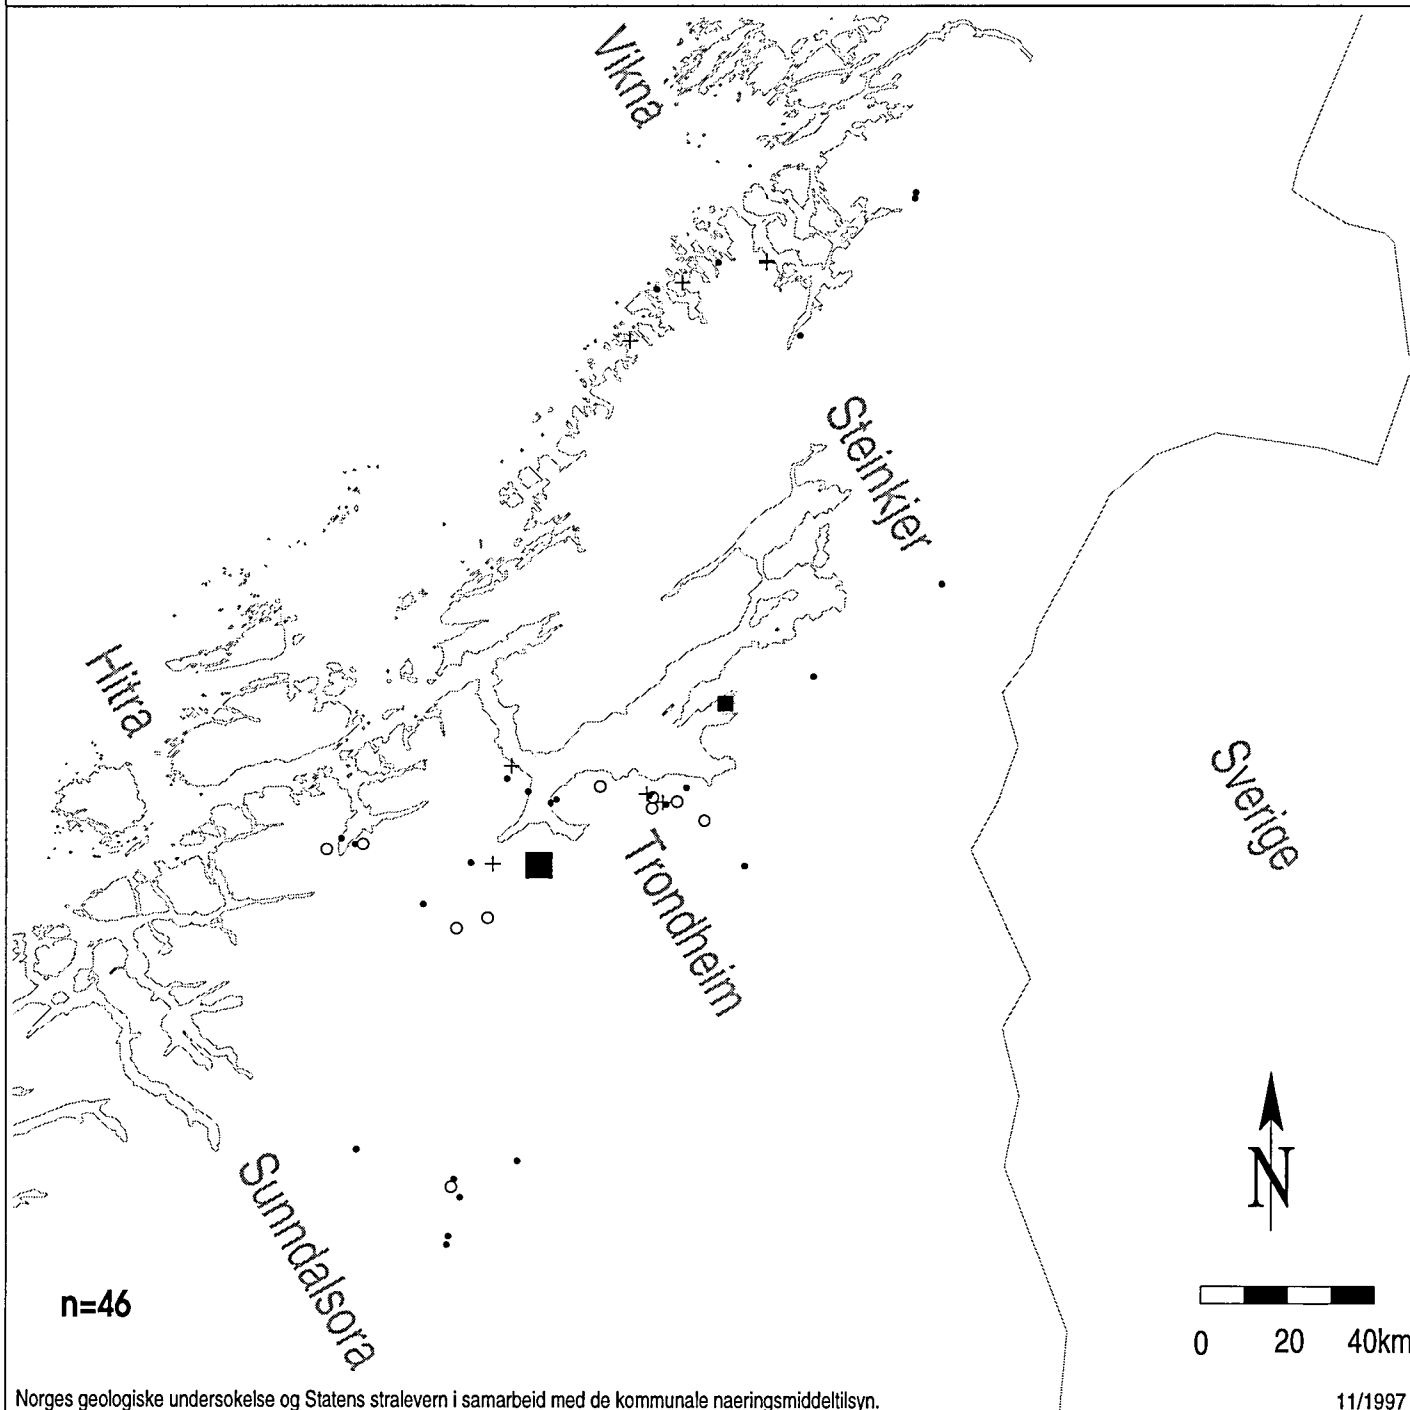 Vikna
Steinkjer
Hitra
Sverige
Trondheim
Sunndalsora
N
n=46
0 20 40km
Norges geologiske undersokelse og Statens stralevern i samarbeid med de kommunale naeringsmiddeltilsyn.
11/1997